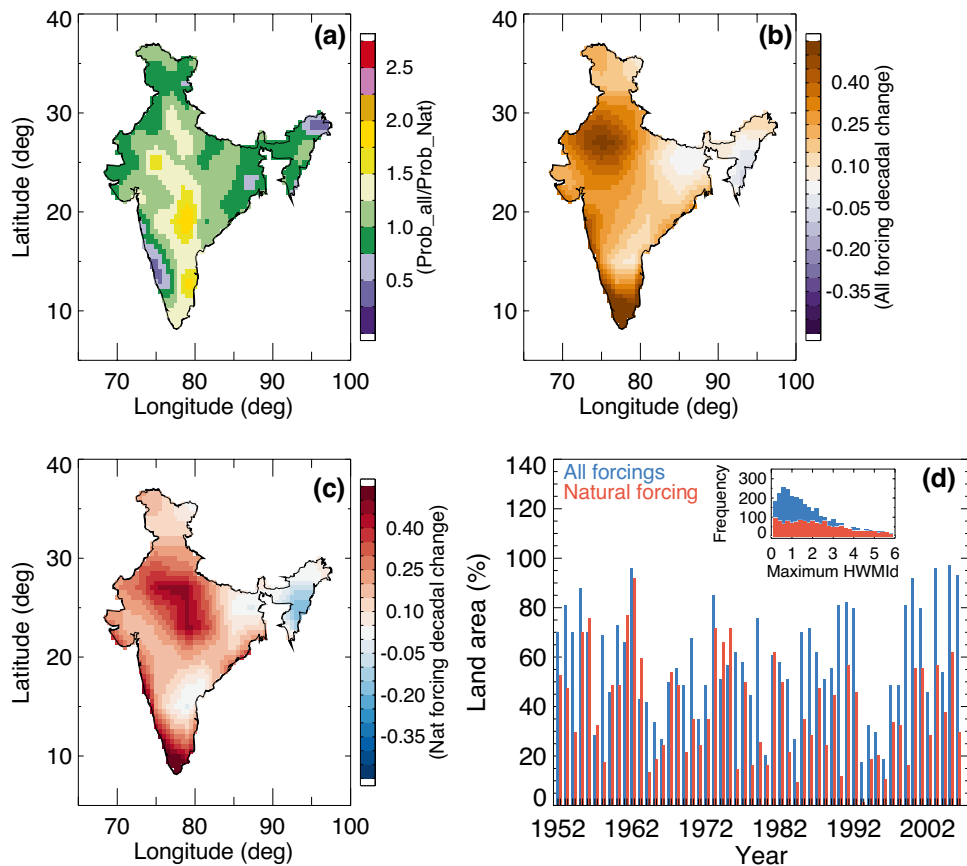 (a)
40
30
20
10
70 80 90 100
Latitude (deg)
Longitude (deg)
2.5
2.0
1.5
1.0
0.5
(Prob_all/Prob_Nat)
(b)
40
30
20
10
70 80 90 100
Longitude (deg)
0.40
0.25
0.10
-0.05
-0.20
-0.35
(All forcing decadal change)
(c)
40
30
20
10
70 80 90 100
Latitude (deg)
Longitude (deg)
0.40
0.25
0.10
-0.05
-0.20
-0.35
(Nat forcing decadal change)
(d)
All forcings
Natural forcing
140
120
100
80
60
40
20
0
Land area (%)
1952 1962 1972 1982 1992 2002
Year
Frequency
300
200
100
0
0 1 2 3 4 5 6
Maximum HWMId